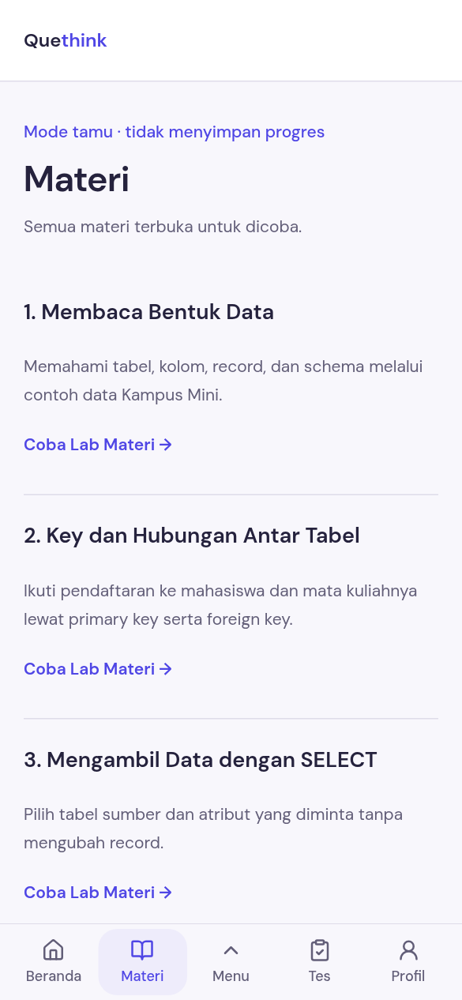 Quethink
Mode tamu · tidak menyimpan progres
Materi
Semua materi terbuka untuk dicoba.
1. Membaca Bentuk Data
Memahami tabel, kolom, record, dan schema melalui
contoh data Kampus Mini.
Coba Lab Materi →
2. Key dan Hubungan Antar Tabel
Ikuti pendaftaran ke mahasiswa dan mata kuliahnya
lewat primary key serta foreign key.
Coba Lab Materi →
3. Mengambil Data dengan SELECT
Pilih tabel sumber dan atribut yang diminta tanpa
mengubah record.
Coba Lab Materi →
Beranda Materi Menu Tes Profil